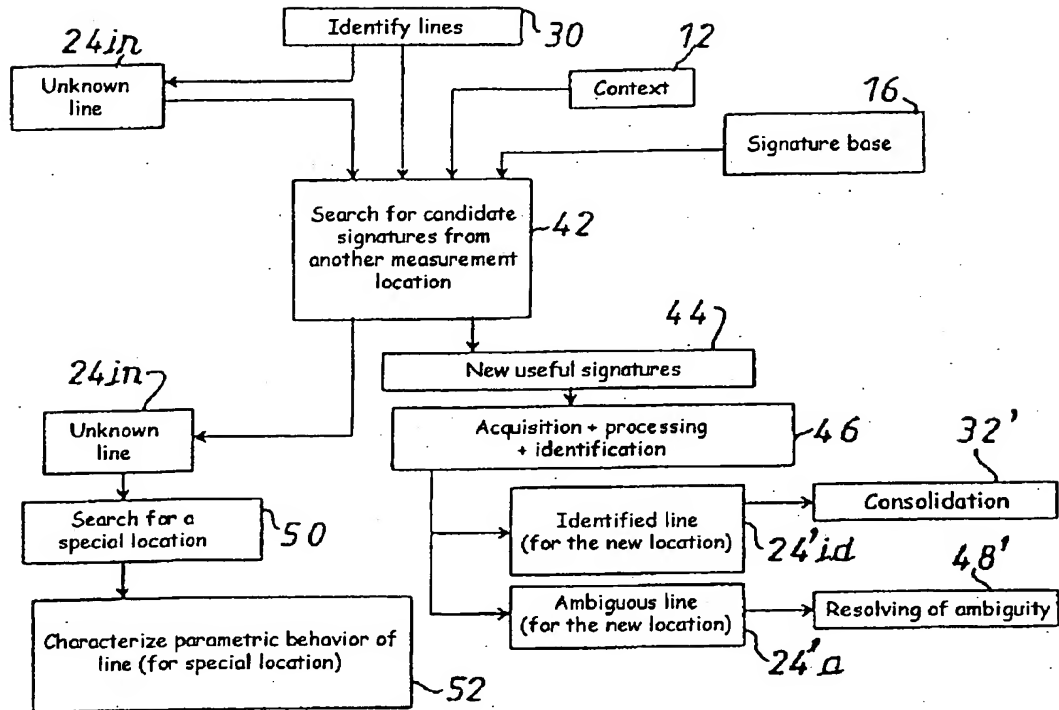 Identify lines
30
24in
Unknown
line
12
Context
16
Signature base
Search for candidate
signatures from
another measurement
location
42
44
New useful signatures
24in
Unknown
line
Acquisition + processing
+ identification
46
32'
Consolidation
Search for a
special location
50
Identified line
(for the new location)
24'id
48'
Ambiguous line
(for the new location)
24'a
Resolving of ambiguity
Characterize parametric behavior of
line (for special location)
52